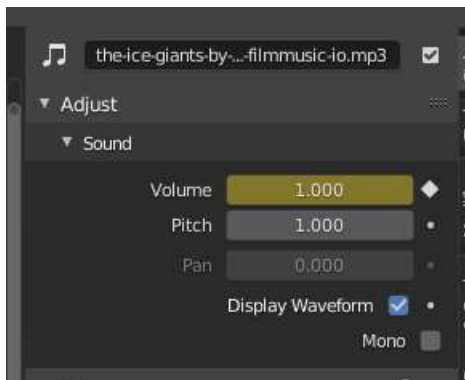 the-ice-giants-by-...-filmmusic-io.mp3
Adjust
Sound
Volume 1.000
Pitch 1.000
Pan 0.000
Display Waveform
Mono